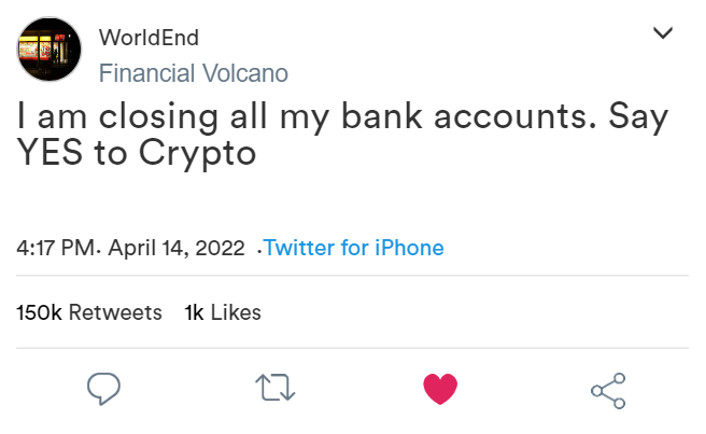 WorldEnd
Financial Volcano
I am closing all my bank accounts. Say
YES to Crypto
4:17 PM. April 14, 2022 .Twitter for iPhone
150k Retweets 1k Likes